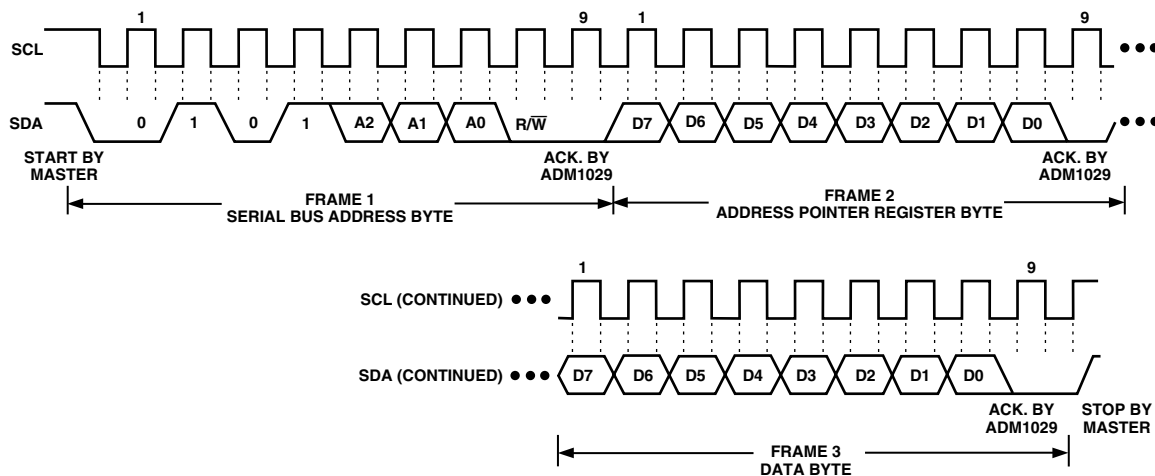 1 9 1 9
SCL
SDA 0 1 0 1 A2 A1 A0 R/W̅ D7 D6 D5 D4 D3 D2 D1 D0
START BY
MASTER
ACK. BY
ADM1029
ACK. BY
ADM1029
FRAME 1
SERIAL BUS ADDRESS BYTE
FRAME 2
ADDRESS POINTER REGISTER BYTE
1 9
SCL (CONTINUED)
SDA (CONTINUED) D7 D6 D5 D4 D3 D2 D1 D0
ACK. BY
ADM1029
STOP BY
MASTER
FRAME 3
DATA BYTE